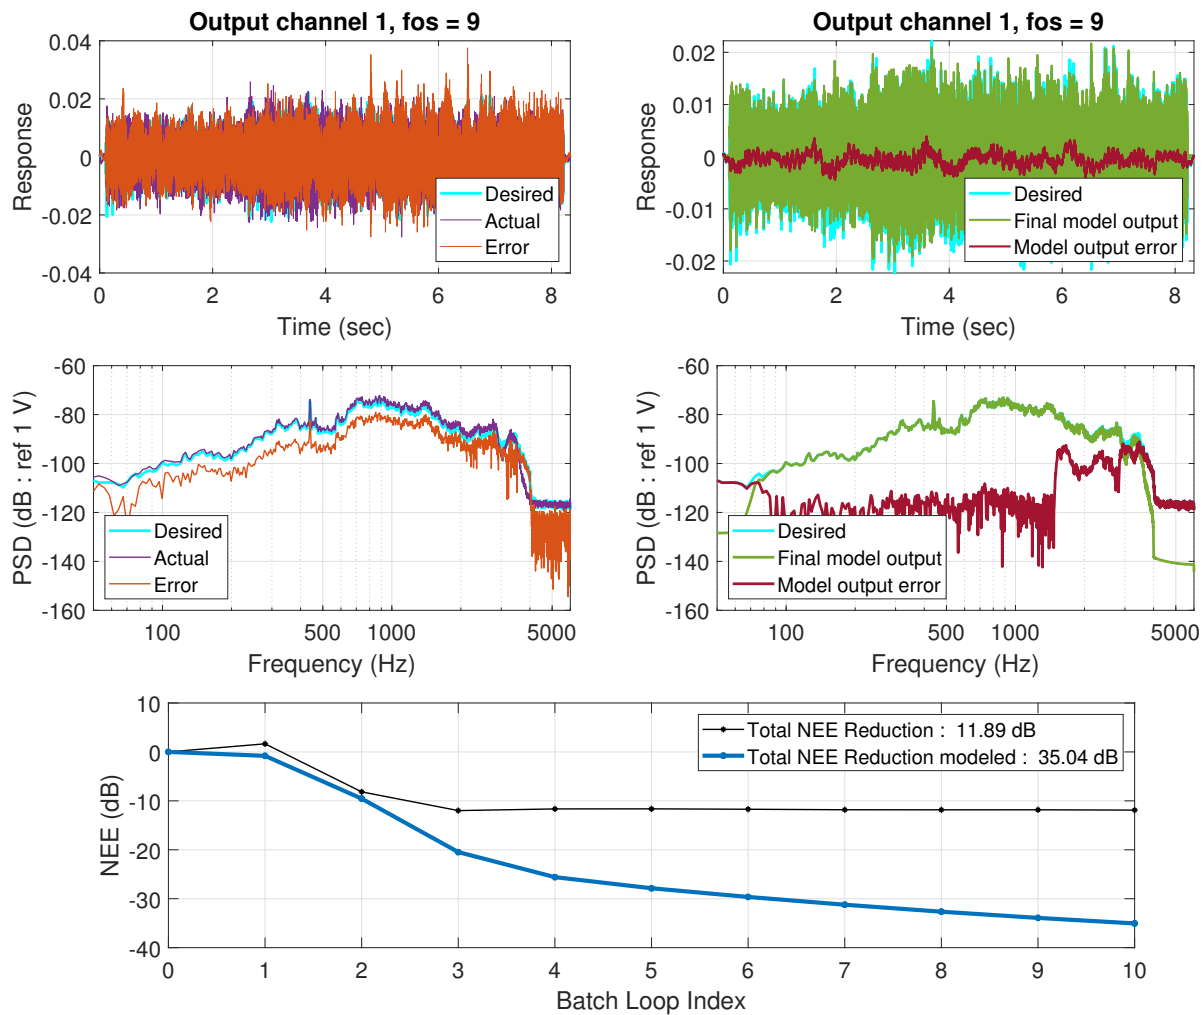 Output channel 1, fos = 9
0.04
0.02
0
-0.02
-0.04
Response
Desired
Actual
Error
0 2 4 6 8
Time (sec)
Output channel 1, fos = 9
0.02
0.01
0
-0.01
-0.02
Response
Desired
Final model output
Model output error
0 2 4 6 8
Time (sec)
-60
-80
-100
-120
-140
-160
PSD (dB : ref 1 V)
Desired
Actual
Error
100 500 1000 5000
Frequency (Hz)
-60
-80
-100
-120
-140
-160
PSD (dB : ref 1 V)
Desired
Final model output
Model output error
100 500 1000 5000
Frequency (Hz)
10
0
-10
-20
-30
-40
NEE (dB)
Total NEE Reduction : 11.89 dB
Total NEE Reduction modeled : 35.04 dB
0 1 2 3 4 5 6 7 8 9 10
Batch Loop Index